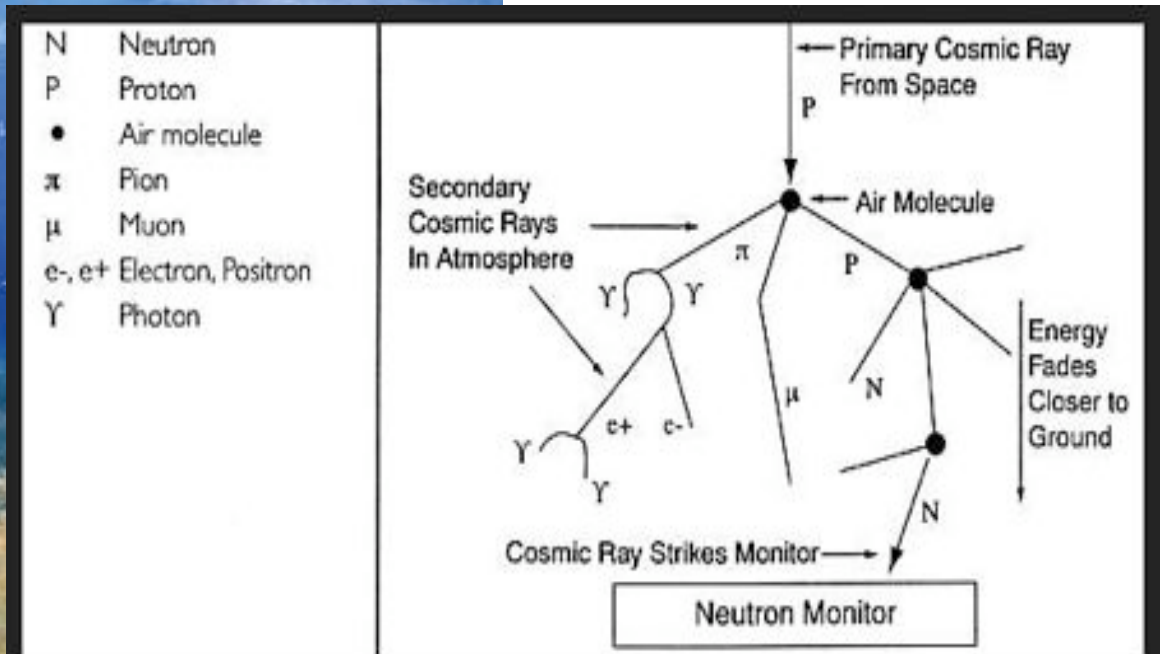 N Neutron
P Proton
• Air molecule
π Pion
μ Muon
e-, e+ Electron, Positron
ϒ Photon
Primary Cosmic Ray
From Space
P
Secondary
Cosmic Rays
In Atmosphere
Air Molecule
π
P
ϒ
ϒ
Energy
Fades
Closer to
Ground
μ
N
e+
e-
ϒ
ϒ
N
Cosmic Ray Strikes Monitor
Neutron Monitor